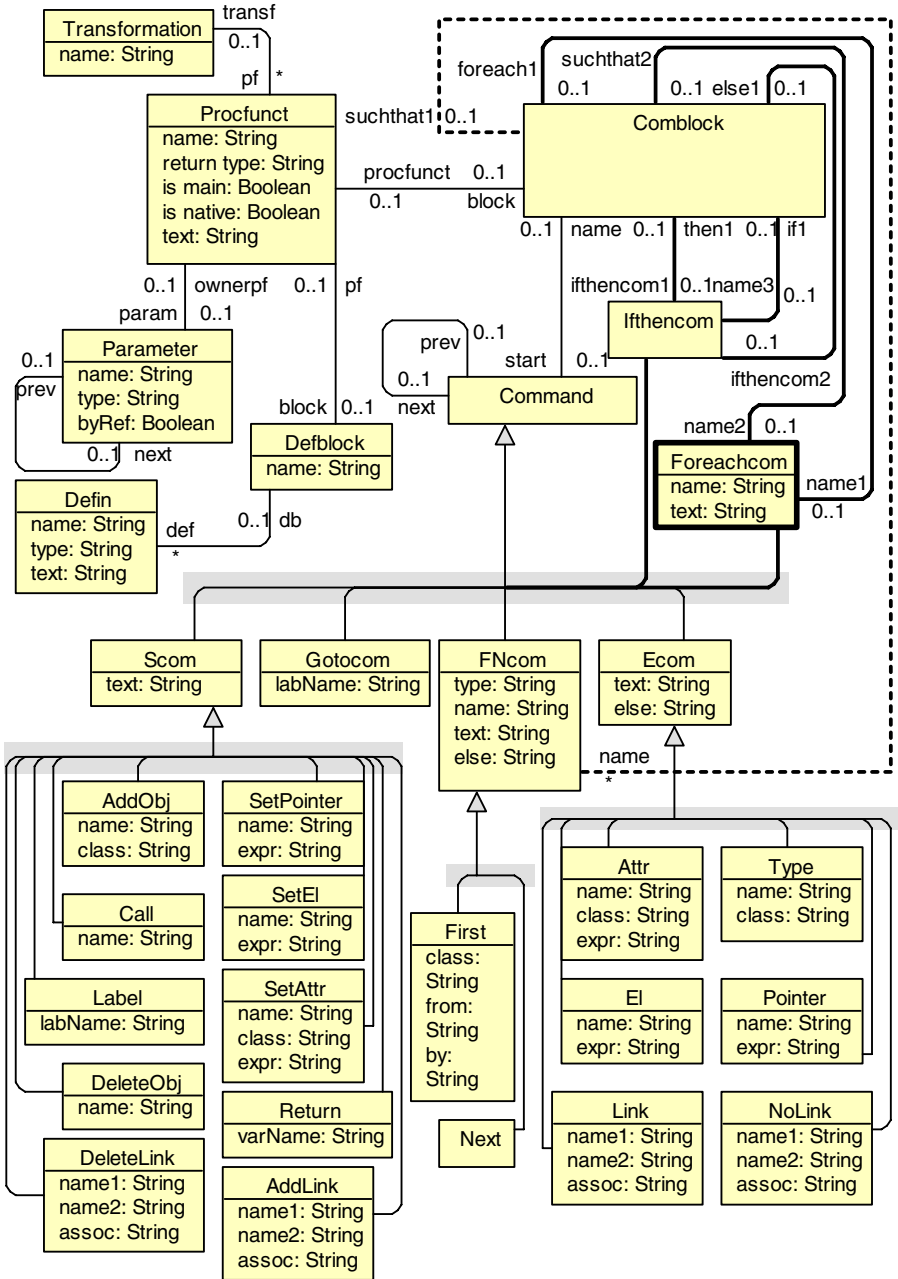 transf
Transformation
name: String
0..1
pf
*
foreach1
suchthat2
0..1
0..1
else1
0..1
suchthat1
0..1
Procfunct
name: String
return type: String
is main: Boolean
is native: Boolean
text: String
Comblock
procfunct
0..1
0..1
block
0..1
name
0..1
then1
0..1
if1
0..1
ownerpf
0..1
pf
param
0..1
ifthencom1
0..1
name3
0..1
Ifthencom
0..1
ifthencom2
0..1
Parameter
name: String
type: String
byRef: Boolean
prev
0..1
next
prev
0..1
0..1
next
start
0..1
Command
block
0..1
Defblock
name: String
name2
0..1
Foreachcom
name: String
text: String
name1
0..1
Defin
name: String
type: String
text: String
def
*
0..1
db
Scom
text: String
Gotocom
labName: String
FNcom
type: String
name: String
text: String
else: String
Ecom
text: String
else: String
name
*
AddObj
name: String
class: String
SetPointer
name: String
expr: String
Call
name: String
SetEl
name: String
expr: String
Label
labName: String
SetAttr
name: String
class: String
expr: String
DeleteObj
name: String
Return
varName: String
DeleteLink
name1: String
name2: String
assoc: String
AddLink
name1: String
name2: String
assoc: String
First
class:
String
from:
String
by:
String
Next
Attr
name: String
class: String
expr: String
Type
name: String
class: String
El
name: String
expr: String
Pointer
name: String
expr: String
Link
name1: String
name2: String
assoc: String
NoLink
name1: String
name2: String
assoc: String